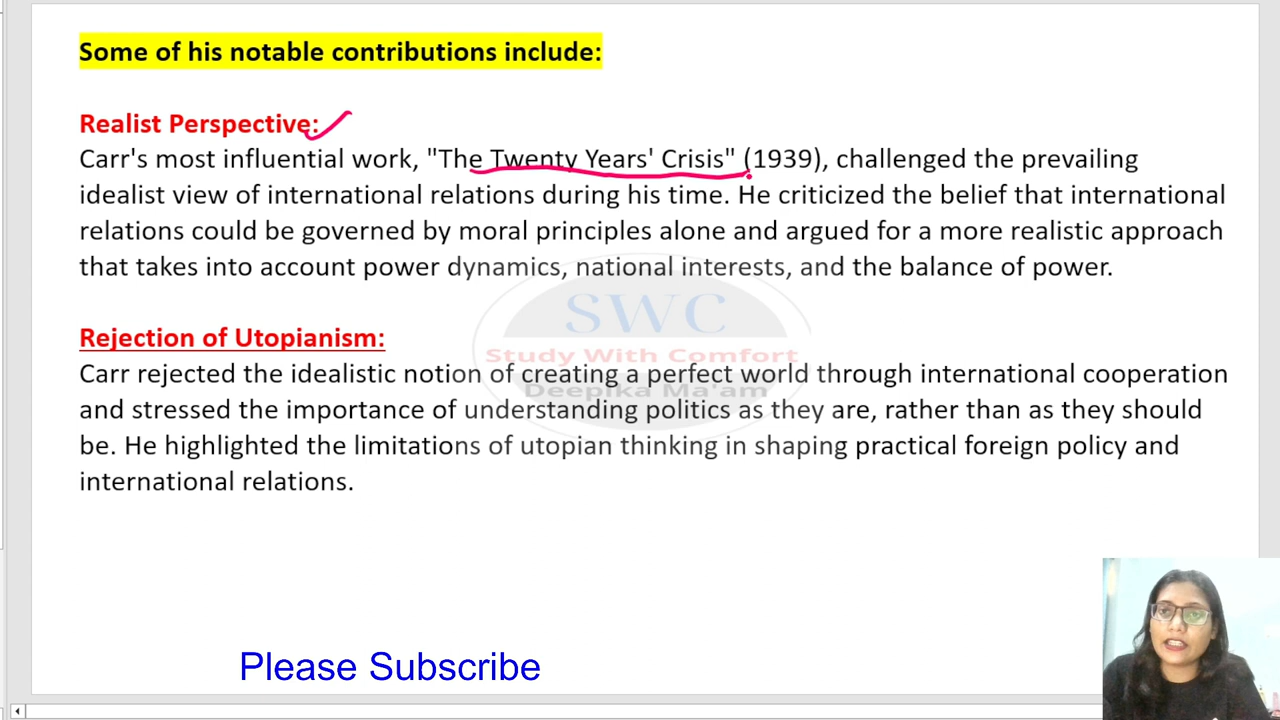 Some of his notable contributions include:
Realist Perspective:
Carr's most influential work, "The Twenty Years' Crisis" (1939), challenged the prevailing
idealist view of international relations during his time. He criticized the belief that international
relations could be governed by moral principles alone and argued for a more realistic approach
that takes into account power dynamics, national interests, and the balance of power.
SWC
Rejection of Utopianism:
Study With Comfort
Carr rejected the idealistic notion of creating a perfect world through international cooperation
Deepika Ma'am
and stressed the importance of understanding politics as they are, rather than as they should
be. He highlighted the limitations of utopian thinking in shaping practical foreign policy and
international relations.
Please Subscribe